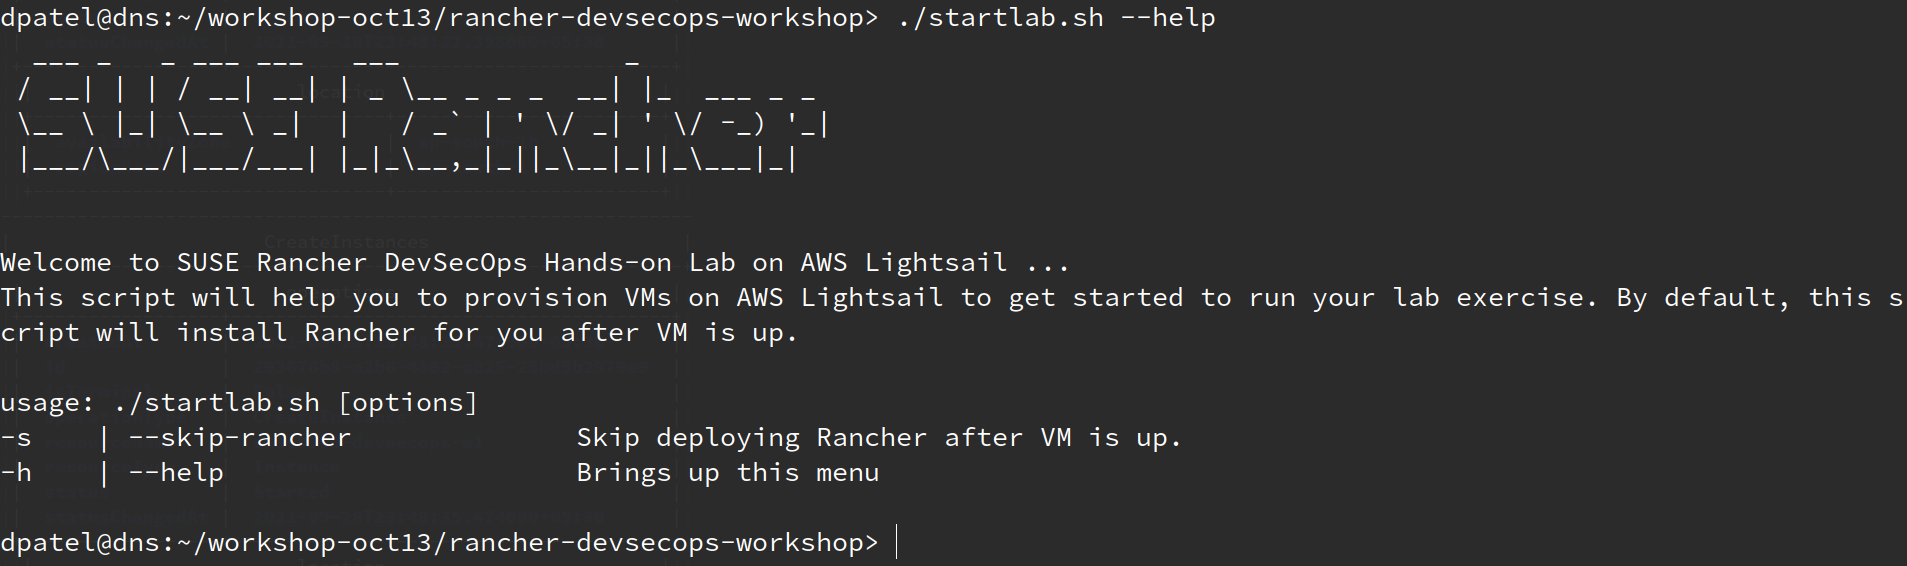 dpatel@dns:~/workshop-oct13/rancher-devsecops-workshop> ./startlab.sh --help
  ___ _   _ ___ ___   ___              _
 / __| | | / __| __| | _ \__ _ _ _  __| |_  ___ _ _
 \__ \ |_| \__ \ _|  |   / _` | ' \/ _| ' \/ -_) '_|
 |___/\___/|___/___| |_|_\__,_|_||_\__|_||_\___|_|
CreateInstances
Welcome to SUSE Rancher DevSecOps Hands-on Lab on AWS Lightsail ...
This script will help you to provision VMs on AWS Lightsail to get started to run your lab exercise. By default, this s
cript will install Rancher for you after VM is up.
usage: ./startlab.sh [options]
-s    | --skip-rancher              Skip deploying Rancher after VM is up.
-h    | --help                      Brings up this menu
dpatel@dns:~/workshop-oct13/rancher-devsecops-workshop>